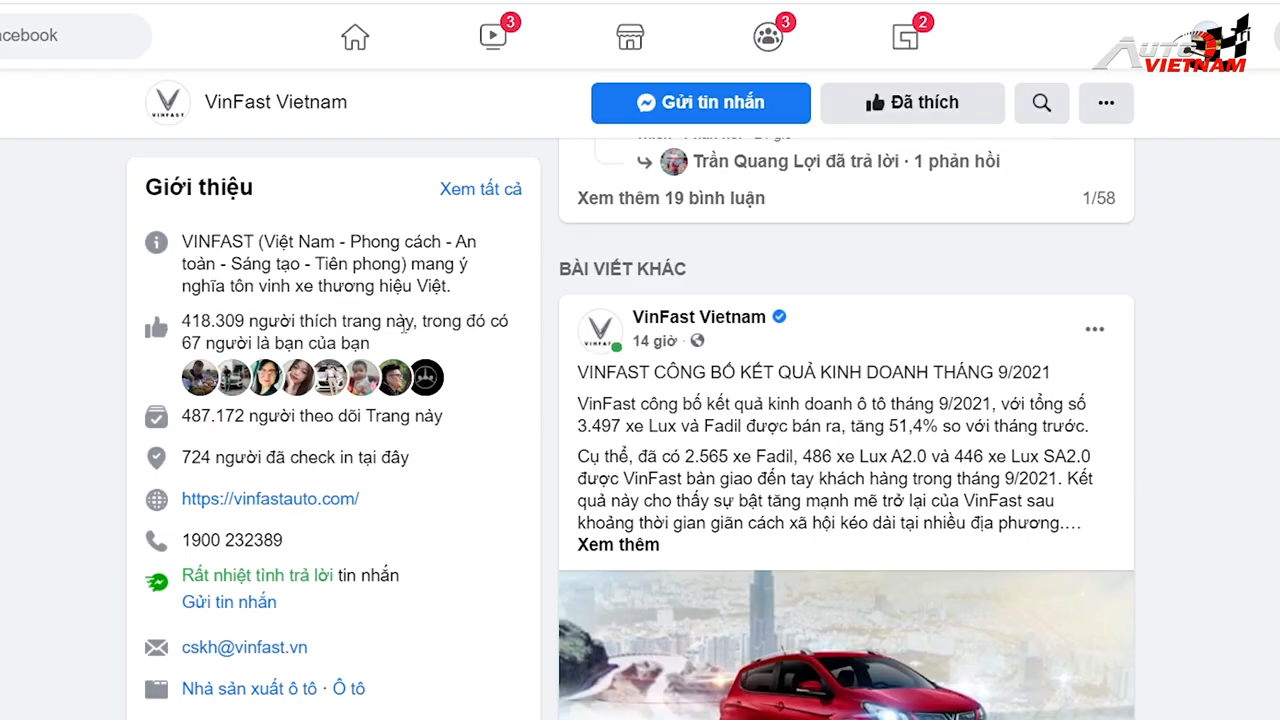 acebook
3
3
2
AUTO
VIETNAM
VINFAST
VinFast Vietnam
Gửi tin nhắn
Đã thích
Giới thiệu
Xem tất cả
VINFAST (Việt Nam - Phong cách - An
toàn - Sáng tạo - Tiên phong) mang ý
nghĩa tôn vinh xe thương hiệu Việt.
418.309 người thích trang này, trong đó có
67 người là bạn của bạn
487.172 người theo dõi Trang này
724 người đã check in tại đây
https://vinfastauto.com/
1900 232389
Rất nhiệt tình trả lời tin nhắn
Gửi tin nhắn
cskh@vinfast.vn
Nhà sản xuất ô tô · Ô tô
Trần Quang Lợi đã trả lời · 1 phản hồi
Xem thêm 19 bình luận
1/58
BÀI VIẾT KHÁC
VinFast Vietnam
14 giờ ·
VINFAST CÔNG BỐ KẾT QUẢ KINH DOANH THÁNG 9/2021
VinFast công bố kết quả kinh doanh ô tô tháng 9/2021, với tổng số
3.497 xe Lux và Fadil được bán ra, tăng 51,4% so với tháng trước.
Cụ thể, đã có 2.565 xe Fadil, 486 xe Lux A2.0 và 446 xe Lux SA2.0
được VinFast bàn giao đến tay khách hàng trong tháng 9/2021. Kết
quả này cho thấy sự bật tăng mạnh mẽ trở lại của VinFast sau
khoảng thời gian giãn cách xã hội kéo dài tại nhiều địa phương....
Xem thêm